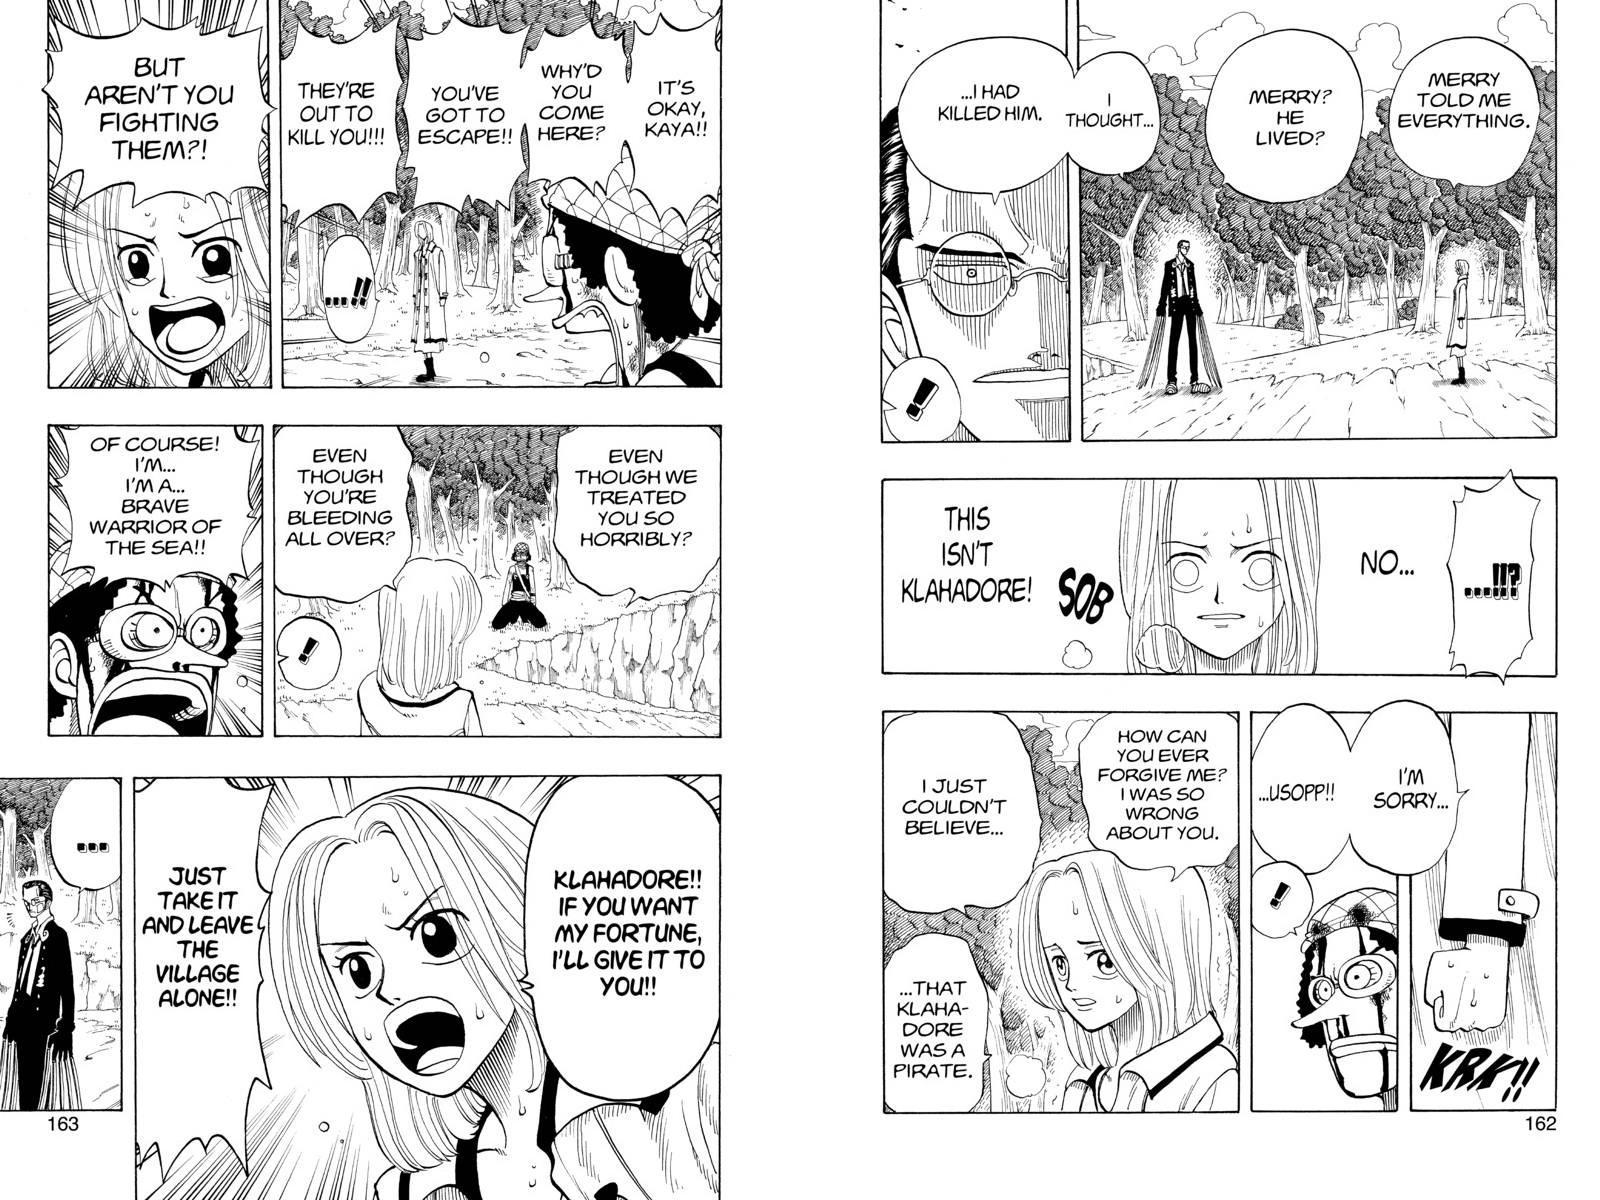 MERRY
TOLD ME
EVERYTHING.
MERRY?
HE
LIVED?
I
THOUGHT...
...I HAD
KILLED HIM.
!!
...!!?
NO...
SOB
THIS
ISN'T
KLAHADORE!
I'M
SORRY...
KRK!!
...USOPP!!
!
HOW CAN
YOU EVER
FORGIVE ME?
I WAS SO
WRONG
ABOUT YOU.
I JUST
COULDN'T
BELIEVE...
...THAT
KLAHA-
DORE
WAS A
PIRATE.
162
IT'S
OKAY,
KAYA!!
WHY'D
YOU
COME
HERE?
YOU'VE
GOT TO
ESCAPE!!
THEY'RE
OUT TO
KILL YOU!!!
...!!
BUT
AREN'T YOU
FIGHTING
THEM?!
EVEN
THOUGH WE
TREATED
YOU SO
HORRIBLY?
EVEN
THOUGH
YOU'RE
BLEEDING
ALL OVER?
!
OF COURSE!
I'M...
I'M A...
BRAVE
WARRIOR OF
THE SEA!!
KLAHADORE!!
IF YOU WANT
MY FORTUNE,
I'LL GIVE IT TO
YOU!!
JUST
TAKE IT
AND LEAVE
THE
VILLAGE
ALONE!!
...
163